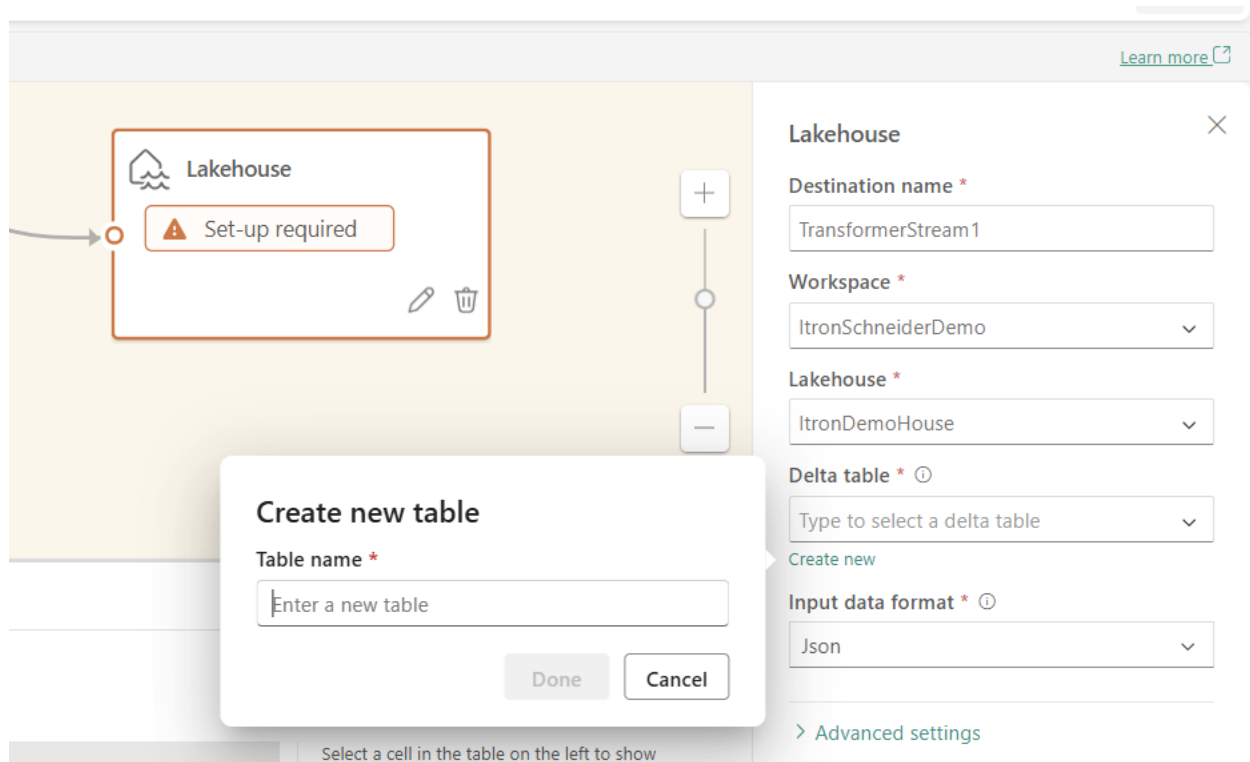 Learn more
Lakehouse
Set-up required
Lakehouse
Destination name *
TransformerStream1
Workspace *
ItronSchneiderDemo
Lakehouse *
ItronDemoHouse
Delta table *
Type to select a delta table
Create new
Input data format *
Json
Advanced settings
Create new table
Table name *
Enter a new table
Done
Cancel
Select a cell in the table on the left to show